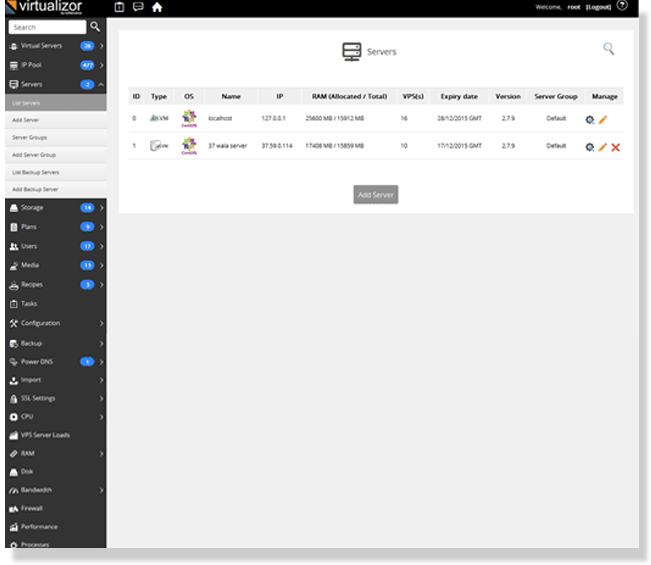 virtualizor
Welcome, root [Logout]
Search
Virtual Servers 26
IP Pool 477
Servers 2
List Servers
Add Server
Server Groups
Add Server Group
List Backup Servers
Add Backup Server
Storage 14
Plans 9
Users 17
Media 13
Recipes 3
Tasks
Configuration
Backup
Power DNS 1
Import
SSL Settings
CPU
VPS Server Loads
RAM
Disk
Bandwidth
Firewall
Performance
Processes
Servers
ID Type OS Name IP RAM (Allocated / Total) VPS(s) Expiry date Version Server Group Manage
0 KVM CentOS localhost 127.0.0.1 25600 MB / 15912 MB 16 28/12/2015 GMT 2.7.9 Default
1 CentOS 37 wala server 37.59.0.114 17408 MB / 15859 MB 10 17/12/2015 GMT 2.7.9 Default
Add Server